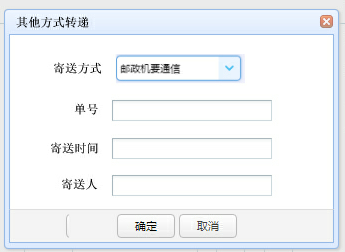 其他方式转递
寄送方式 邮政机要通信
单号
寄送时间
寄送人
确定 取消